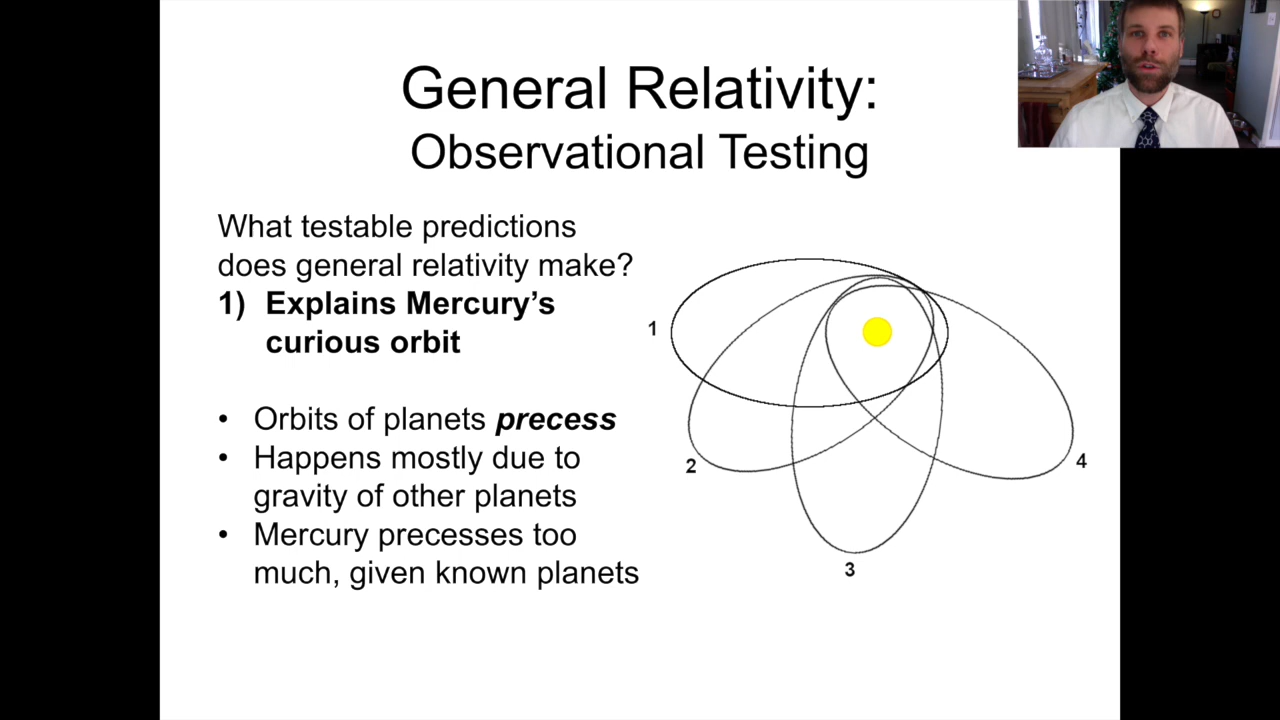 General Relativity:
Observational Testing
What testable predictions
does general relativity make?
1) Explains Mercury's
curious orbit
• Orbits of planets precess
• Happens mostly due to
gravity of other planets
• Mercury precesses too
much, given known planets
1
2
3
4